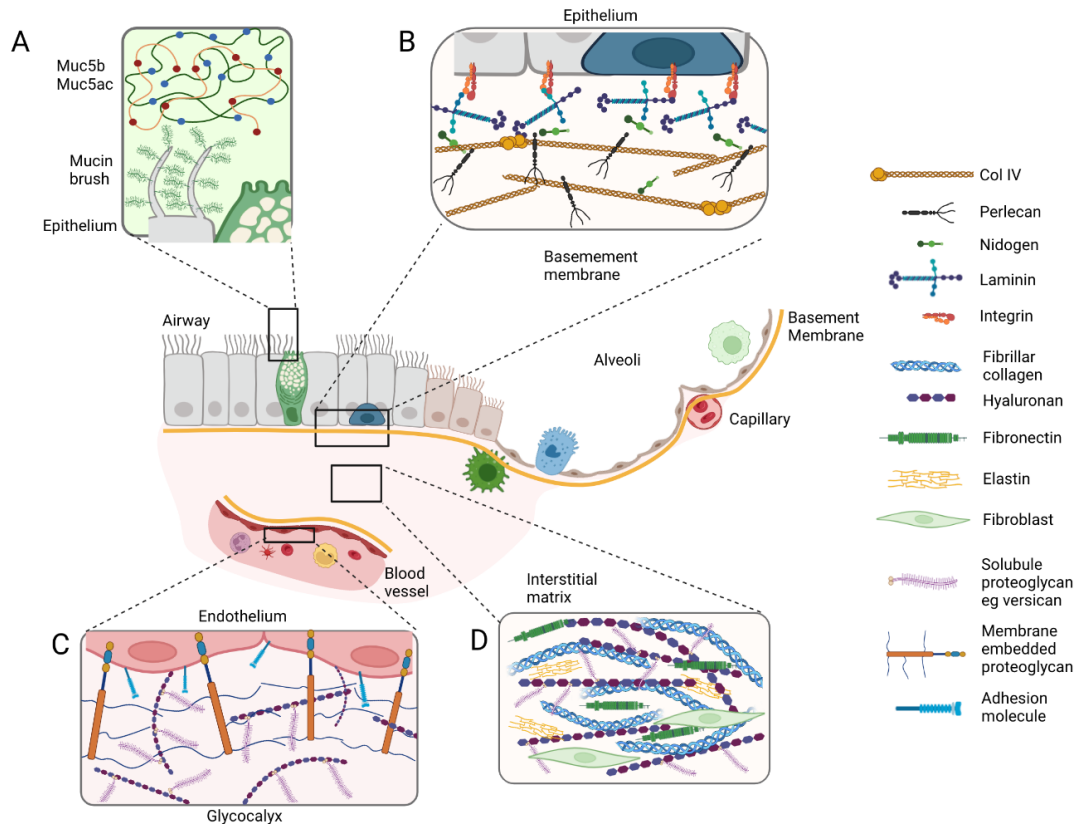 A
Muc5b
Muc5ac
Mucin
brush
Epithelium
B
Epithelium
Basemement
membrane
Airway
Alveoli
Basement
Membrane
Capillary
Blood
vessel
Interstitial
matrix
C
Endothelium
Glycocalyx
D
Col IV
Perlecan
Nidogen
Laminin
Integrin
Fibrillar
collagen
Hyaluronan
Fibronectin
Elastin
Fibroblast
Solubule
proteoglycan
eg versican
Membrane
embedded
proteoglycan
Adhesion
molecule